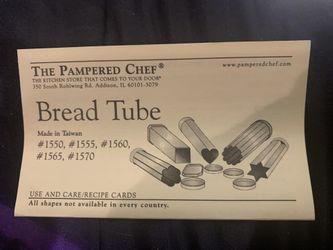 THE PAMPERED CHEF®
www.pamperedchef.com
THE KITCHEN STORE THAT COMES TO YOUR DOOR®
350 South Rohlwing Rd. Addison, IL 60101-3079
Bread Tube
Made in Taiwan
#1550, #1555, #1560,
#1565, #1570
USE AND CARE/RECIPE CARDS
All shapes not available in every country.